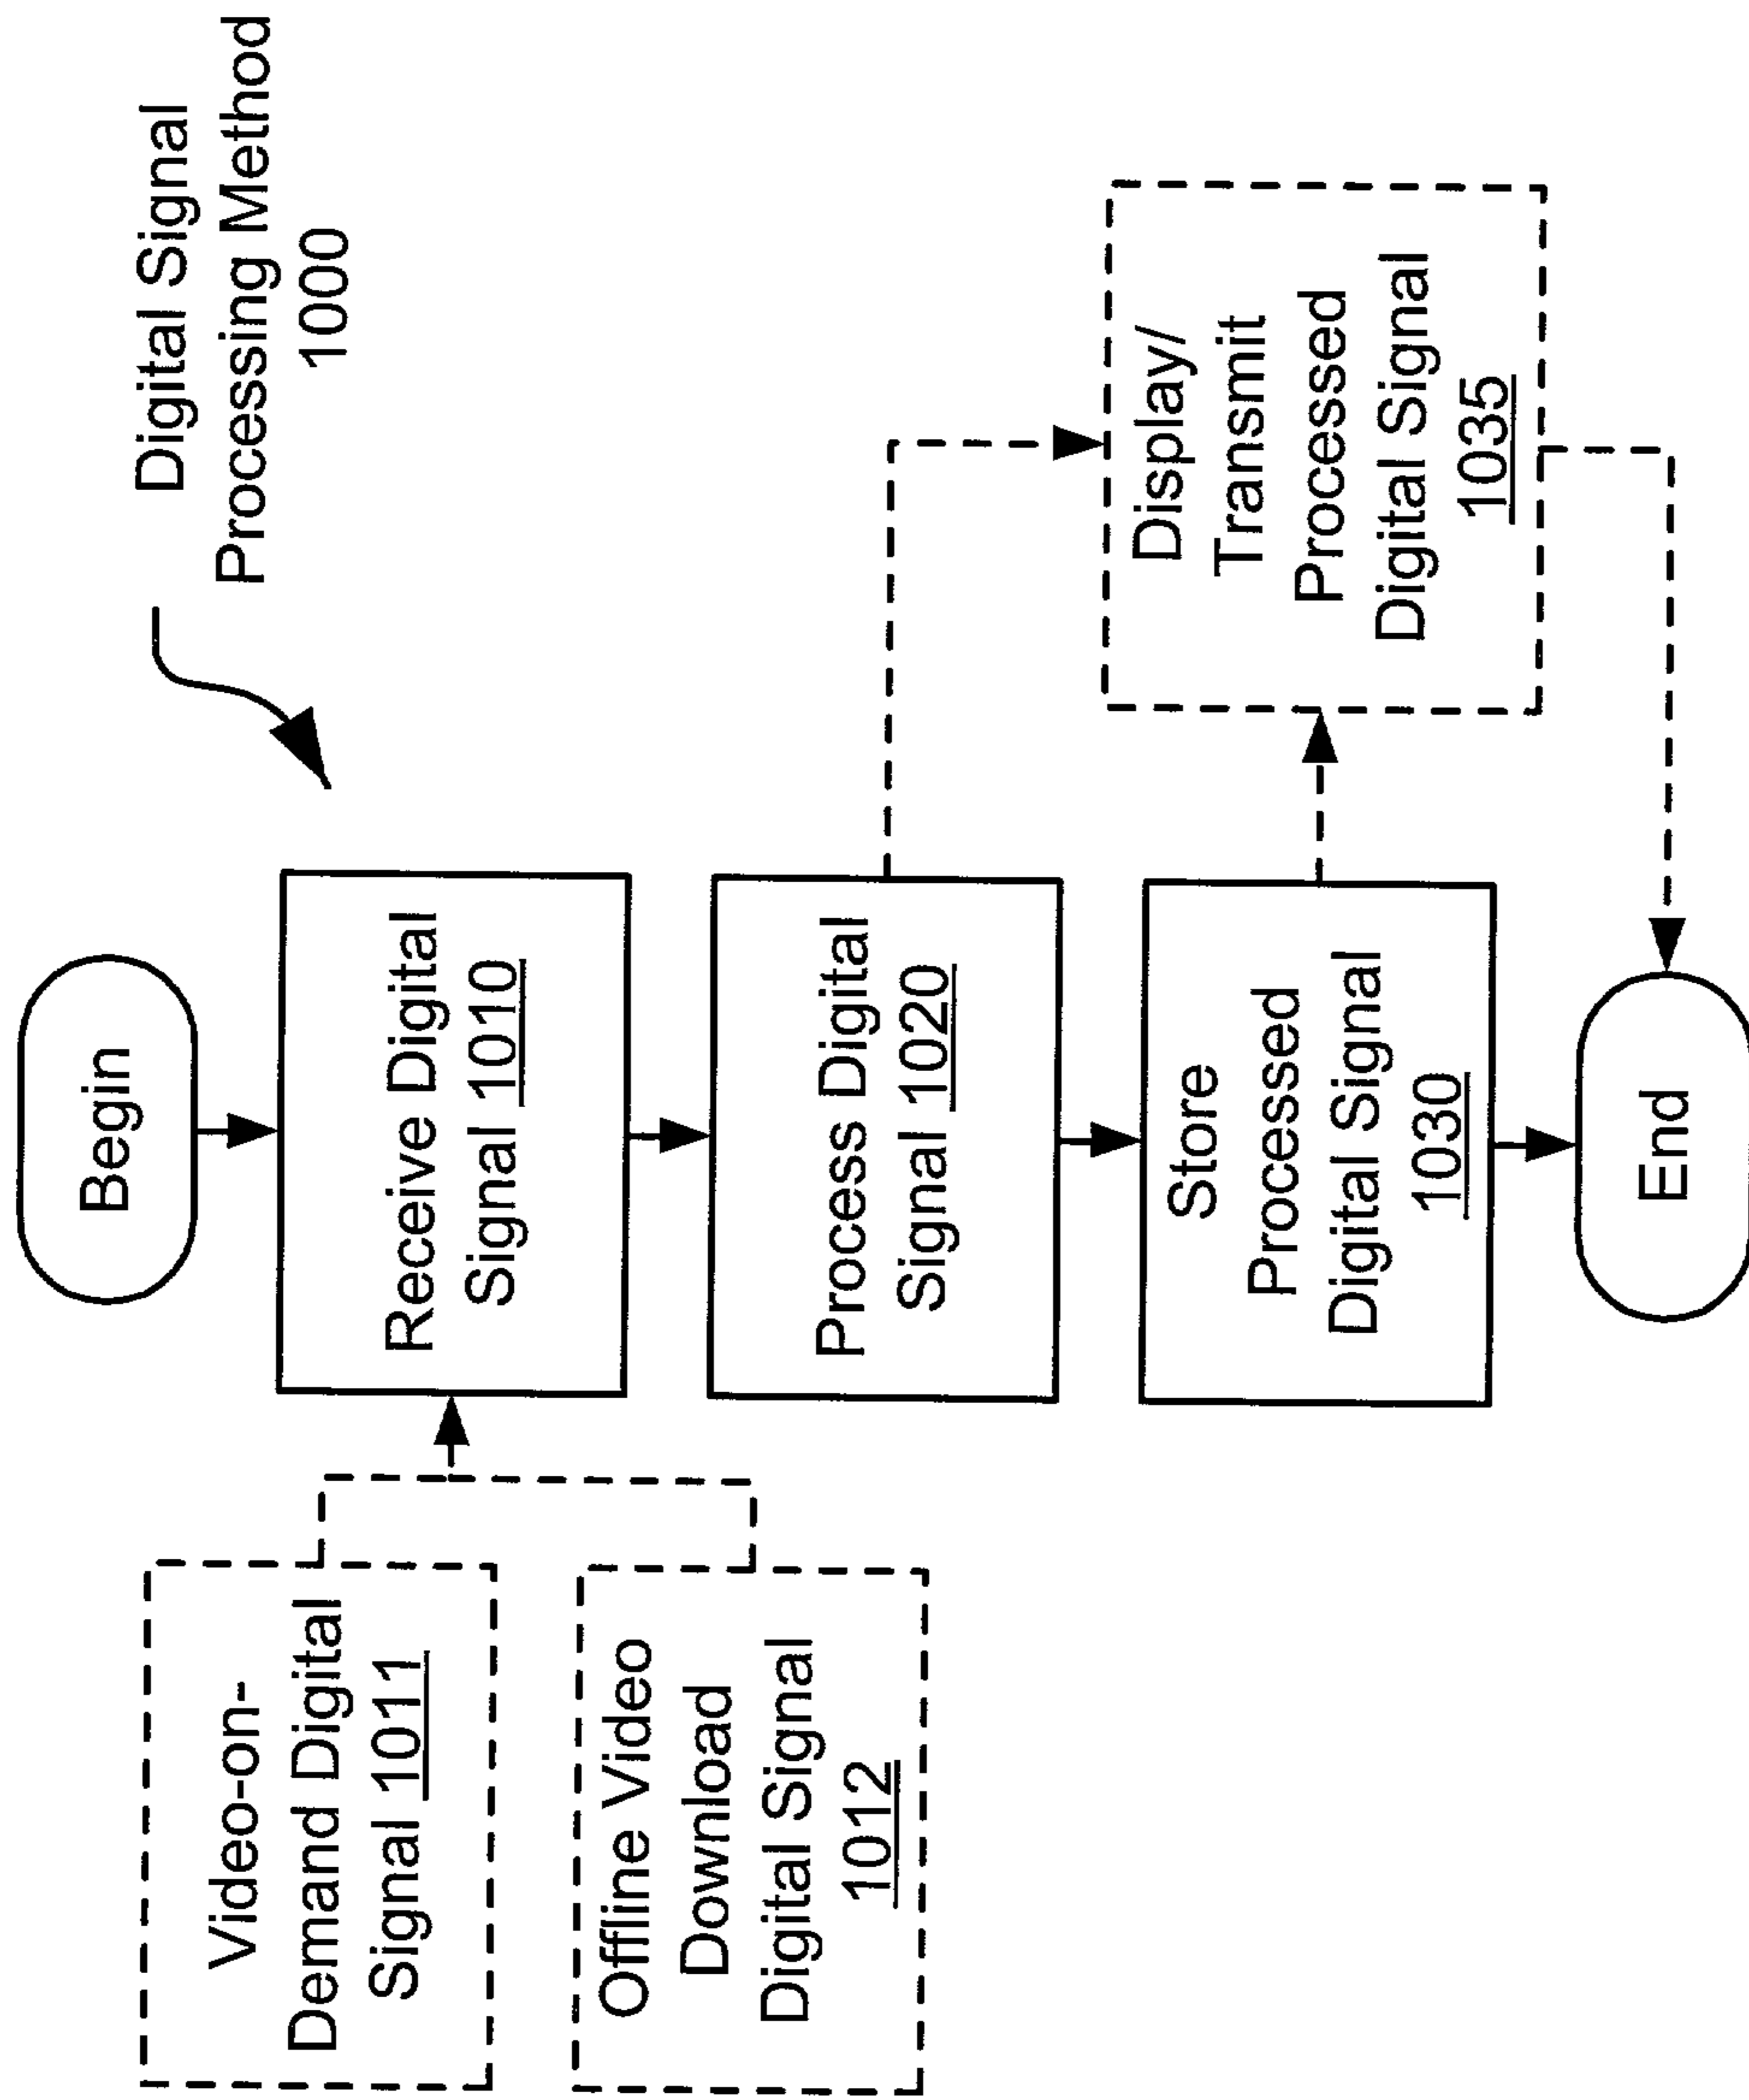 Digital Signal
Processing Method
1000
Begin
Video-on-
Demand Digital
Signal 1011
Receive Digital
Signal 1010
Offline Video
Download
Digital Signal
1012
Process Digital
Signal 1020
Store
Processed
Digital Signal
1030
Display/
Transmit
Processed
Digital Signal
1035
End